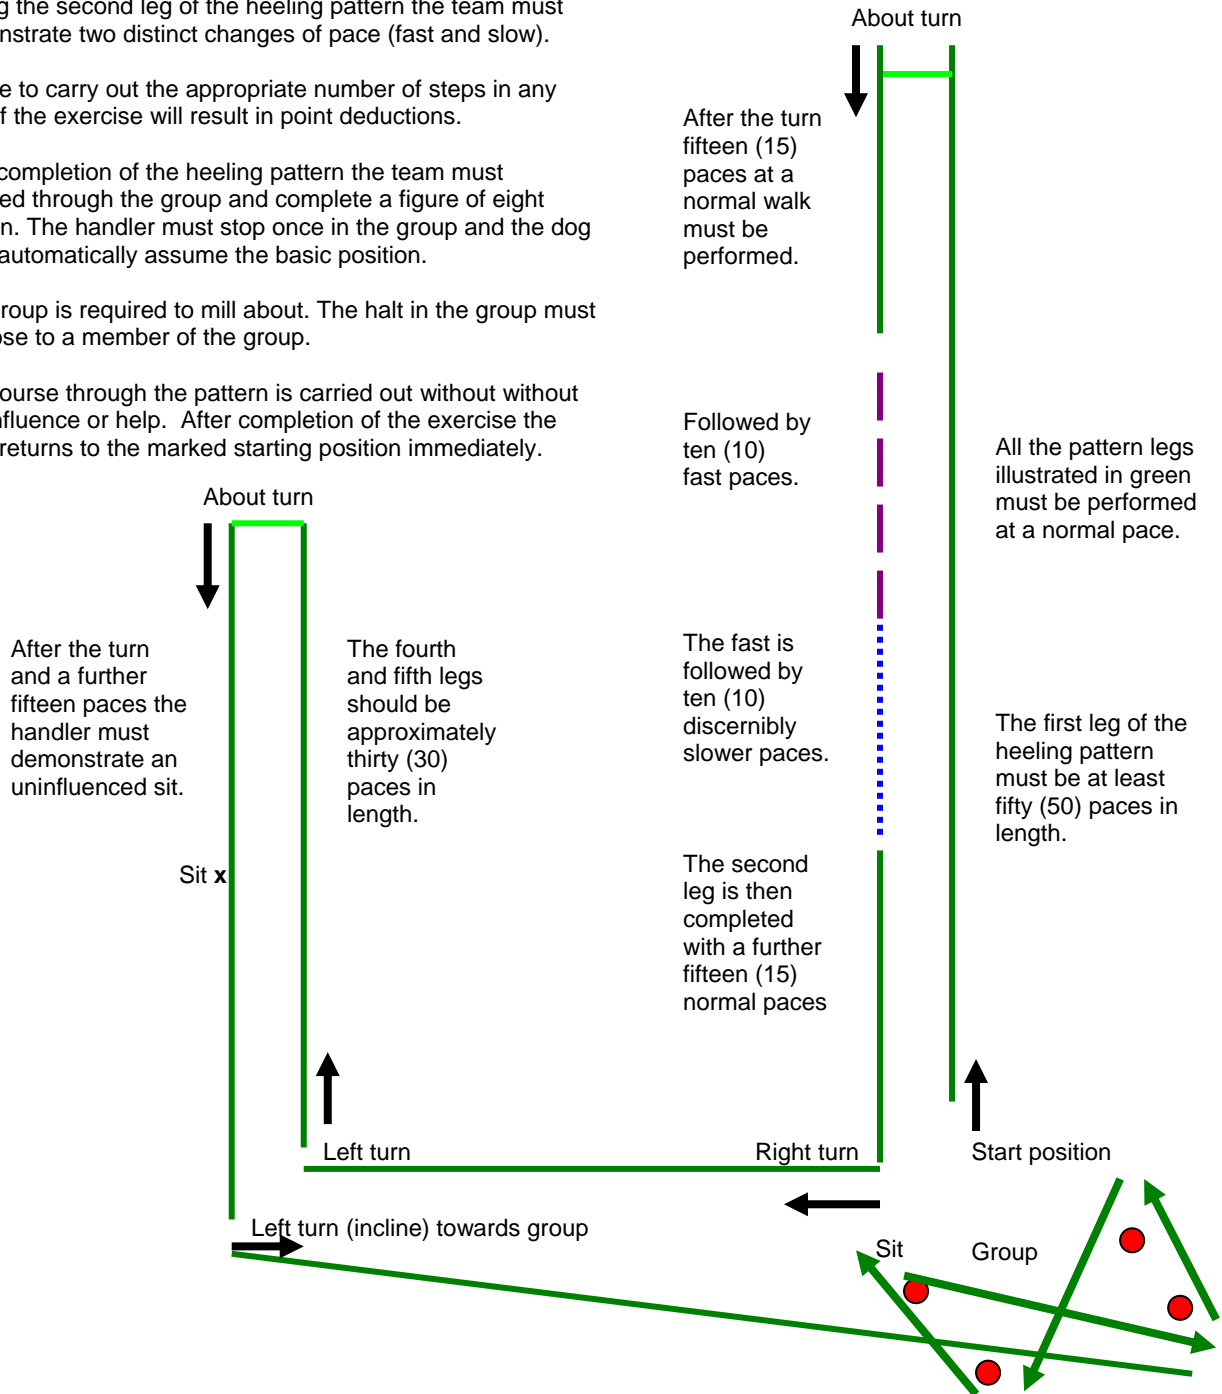 g the second leg of the heeling pattern the team must
nstrate two distinct changes of pace (fast and slow).
e to carry out the appropriate number of steps in any
f the exercise will result in point deductions.
completion of the heeling pattern the team must
ed through the group and complete a figure of eight
n. The handler must stop once in the group and the dog
automatically assume the basic position.
roup is required to mill about. The halt in the group must
ose to a member of the group.
ourse through the pattern is carried out without without
nfluence or help. After completion of the exercise the
returns to the marked starting position immediately.
About turn
After the turn
fifteen (15)
paces at a
normal walk
must be
performed.
Followed by
ten (10)
fast paces.
All the pattern legs
illustrated in green
must be performed
at a normal pace.
About turn
After the turn
and a further
fifteen paces the
handler must
demonstrate an
uninfluenced sit.
The fourth
and fifth legs
should be
approximately
thirty (30)
paces in
length.
The fast is
followed by
ten (10)
discernibly
slower paces.
The first leg of the
heeling pattern
must be at least
fifty (50) paces in
length.
Sit x
The second
leg is then
completed
with a further
fifteen (15)
normal paces
Left turn
Right turn
Start position
Left turn (incline) towards group
Sit
Group